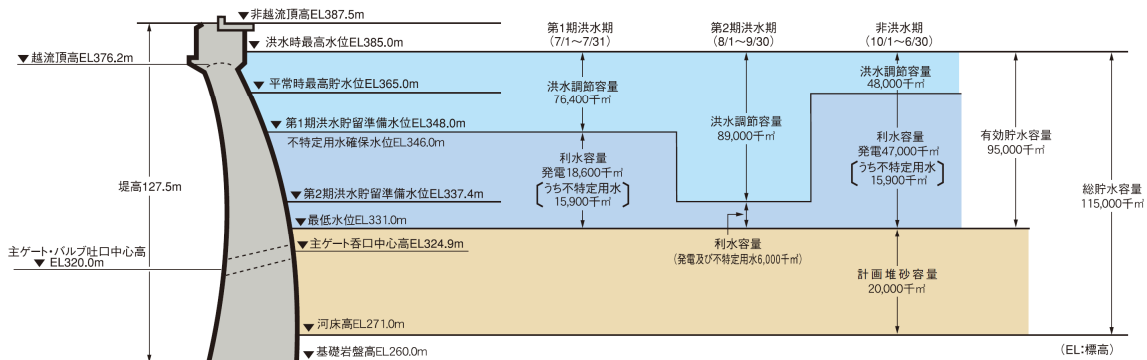 ▼非越流頂高EL387.5m
第1期洪水期
(7/1〜7/31)
第2期洪水期
(8/1〜9/30)
非洪水期
(10/1〜6/30)
▼洪水時最高水位EL385.0m
▼越流頂高EL376.2m
▼平常時最高貯水位EL365.0m
洪水調節容量
76,400千㎥
洪水調節容量
48,000千㎥
▼第1期洪水貯留準備水位EL348.0m
不特定用水確保水位EL346.0m
洪水調節容量
89,000千㎥
有効貯水容量
95,000千㎥
利水容量
発電18,600千㎥
〔うち不特定用水〕
15,900千㎥
利水容量
発電47,000千㎥
〔うち不特定用水〕
15,900千㎥
堤高127.5m
▼第2期洪水貯留準備水位EL337.4m
総貯水容量
115,000千㎥
▼最低水位EL331.0m
▼主ゲート呑口中心高EL324.9m
利水容量
(発電及び不特定用水6,000千㎥)
主ゲート・バルブ吐口中心高
▼EL320.0m
計画堆砂容量
20,000千㎥
▼河床高EL271.0m
▼基礎岩盤高EL260.0m
(EL:標高)